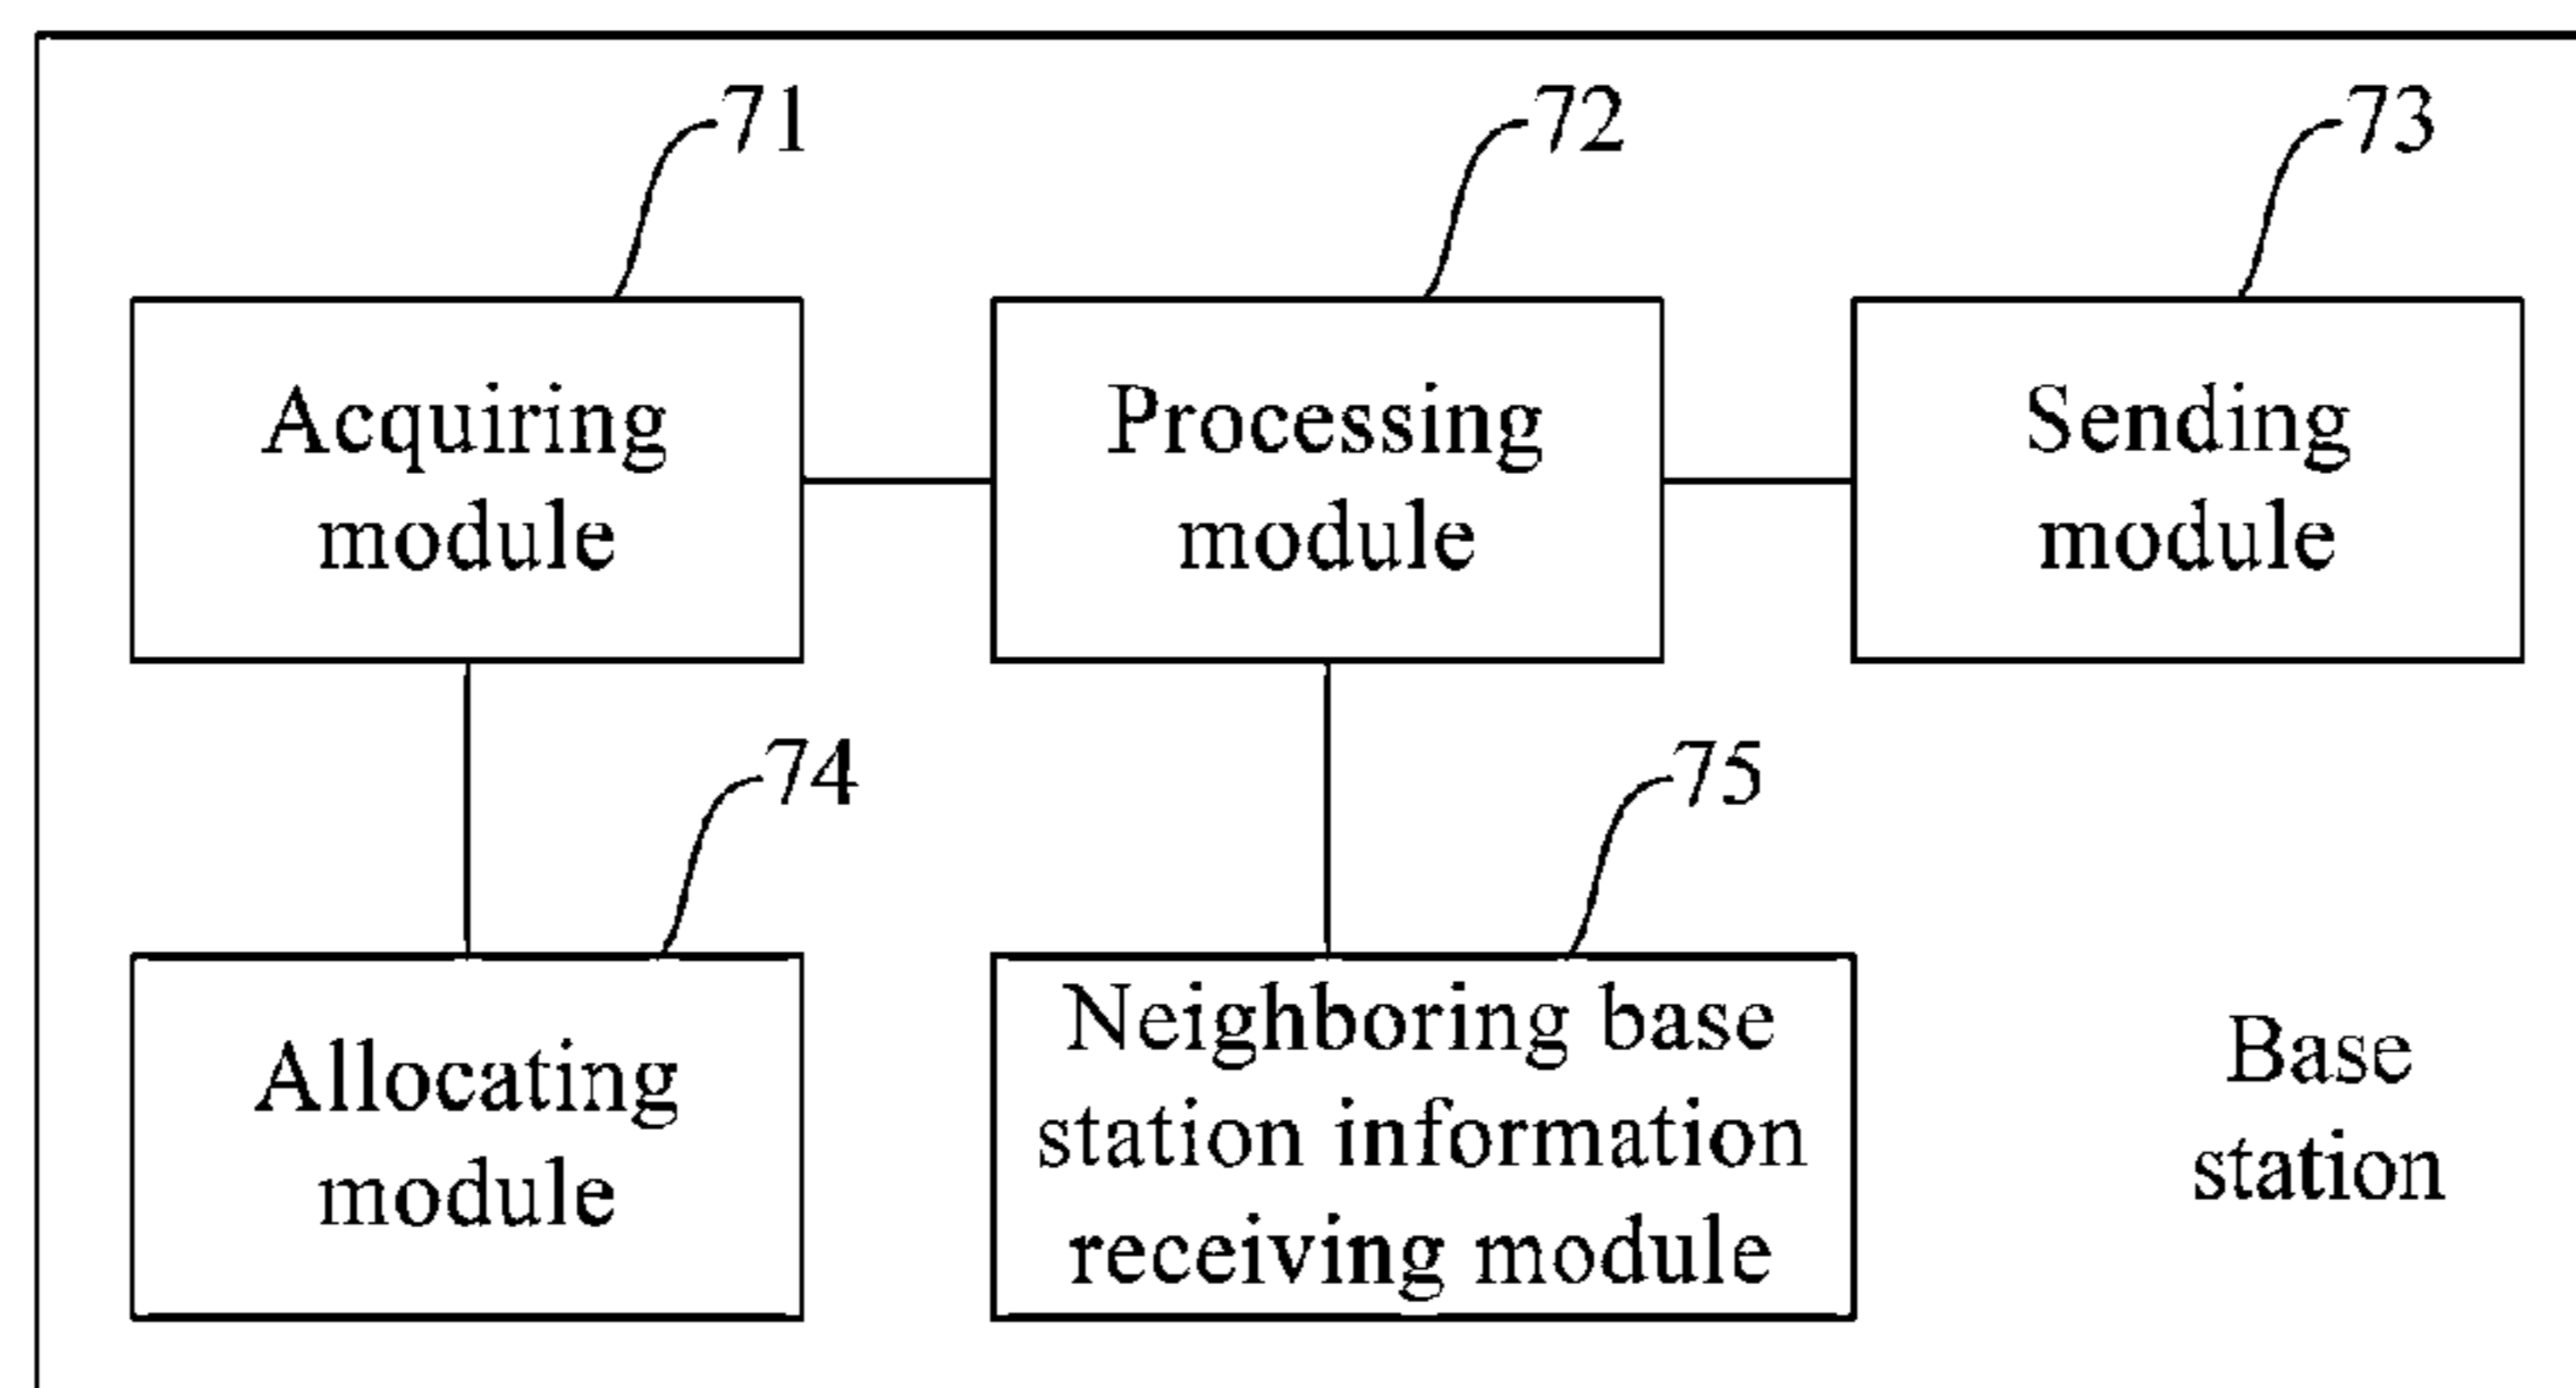 71
72
73
Acquiring
module
Processing
module
Sending
module
74
75
Allocating
module
Neighboring base
station information
receiving module
Base
station